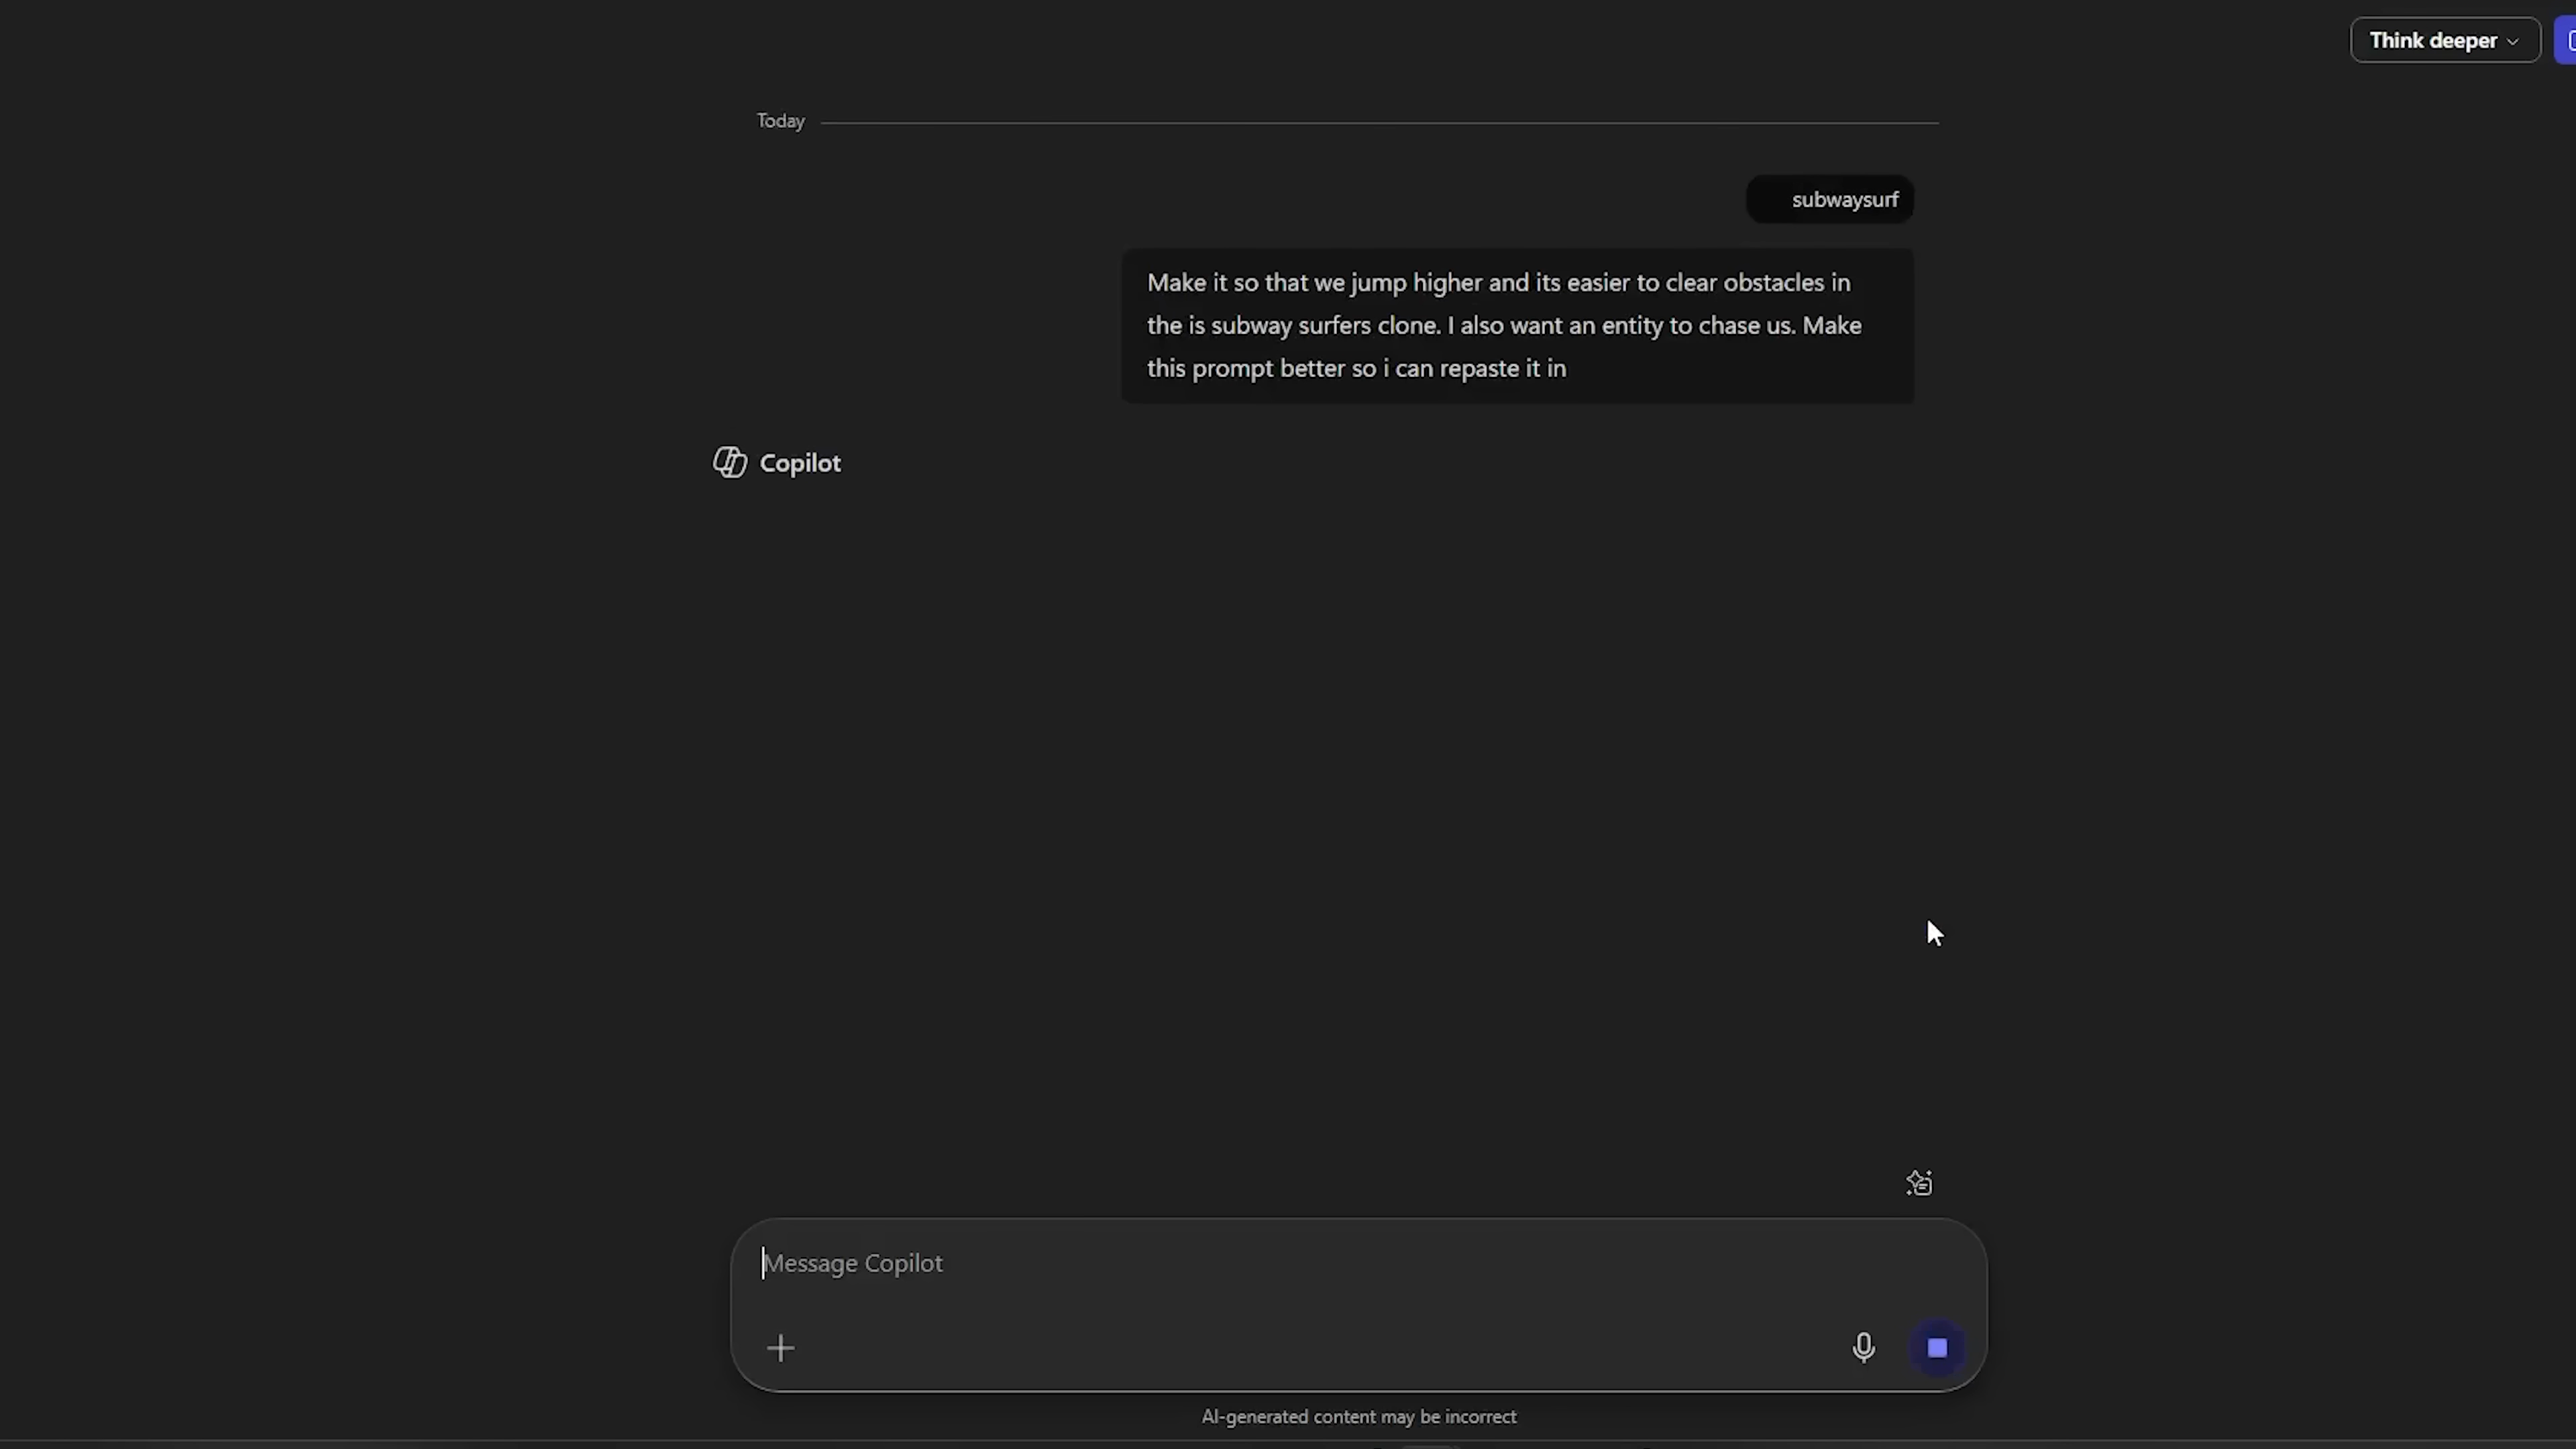 Think deeper
Today
subwaysurf
Make it so that we jump higher and its easier to clear obstacles in
the is subway surfers clone. I also want an entity to chase us. Make
this prompt better so i can repaste it in
Copilot
Message Copilot
AI-generated content may be incorrect